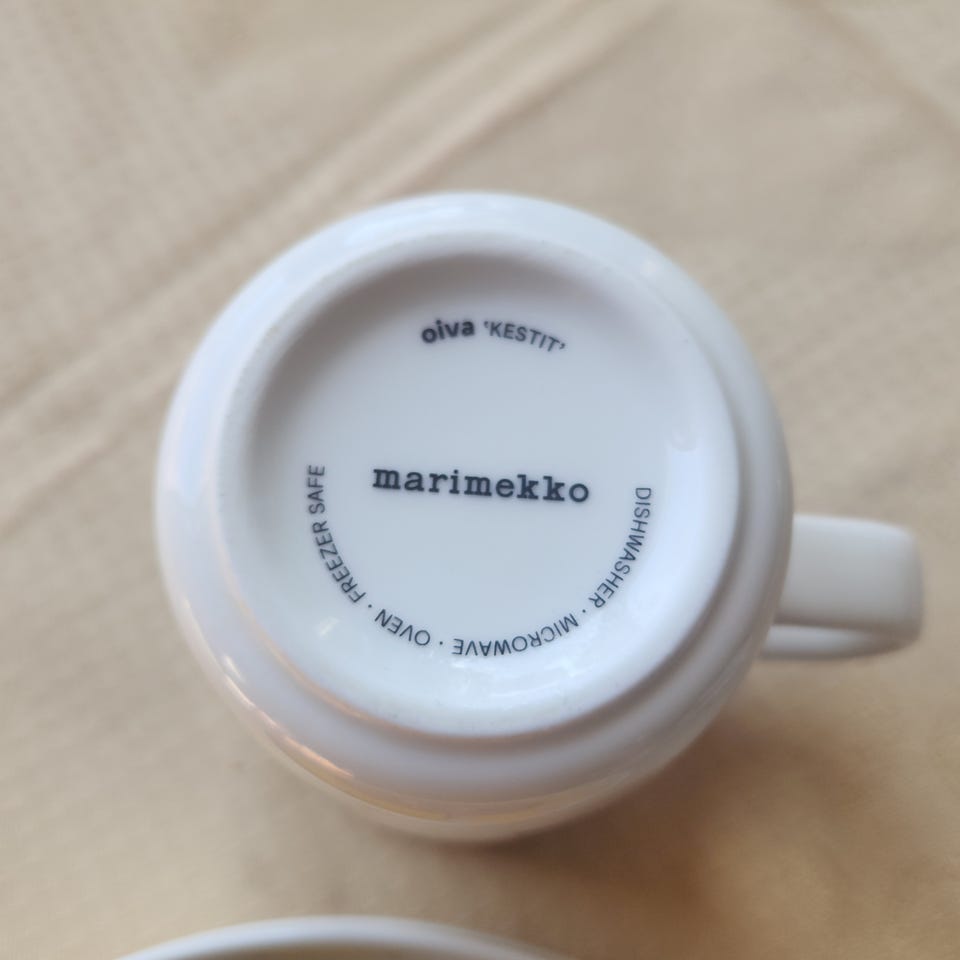 oiva 'KESTIT'
marimekko
DISHWASHER · MICROWAVE · OVEN · FREEZER SAFE